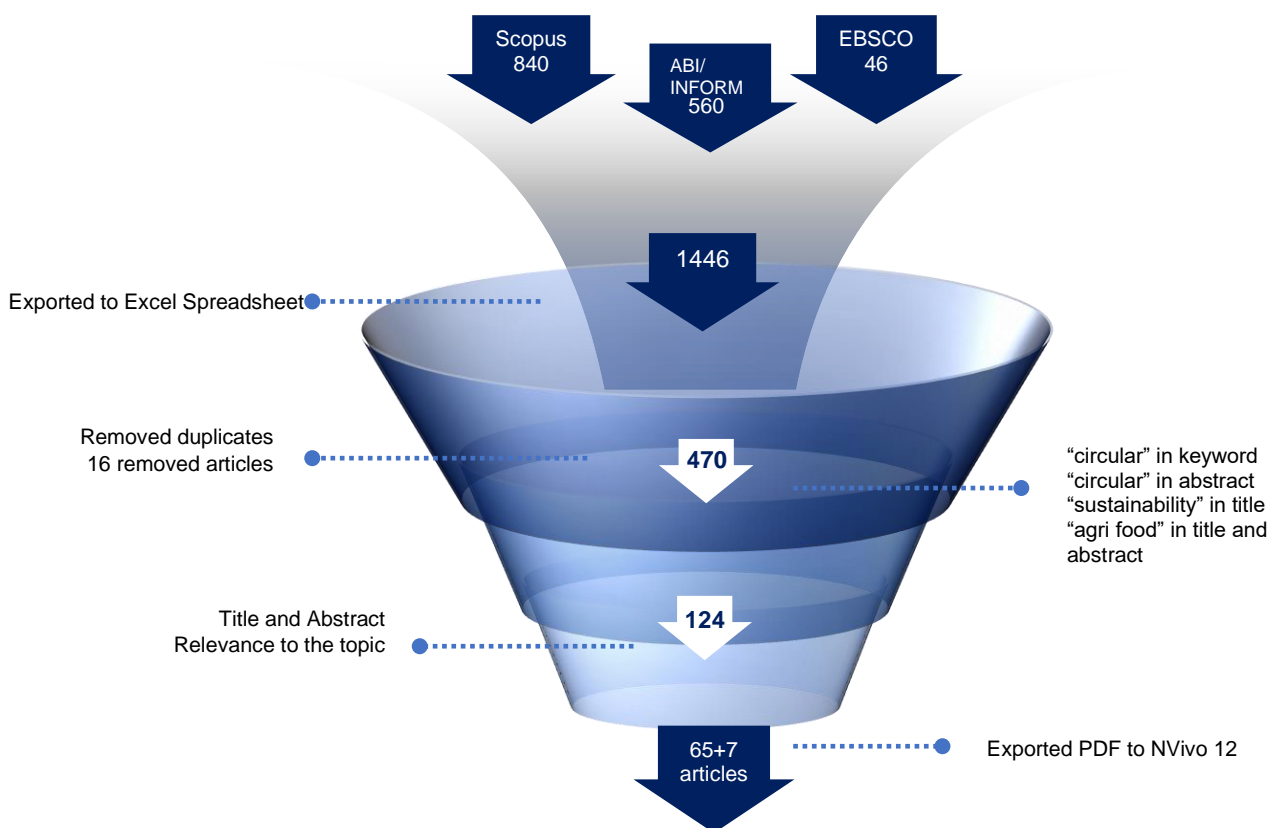 Scopus
840
ABI/
INFORM
560
EBSCO
46
1446
Exported to Excel Spreadsheet
Removed duplicates
16 removed articles
470
“circular” in keyword
“circular” in abstract
“sustainability” in title
“agri food” in title and
abstract
Title and Abstract
Relevance to the topic
124
65+7
articles
Exported PDF to NVivo 12